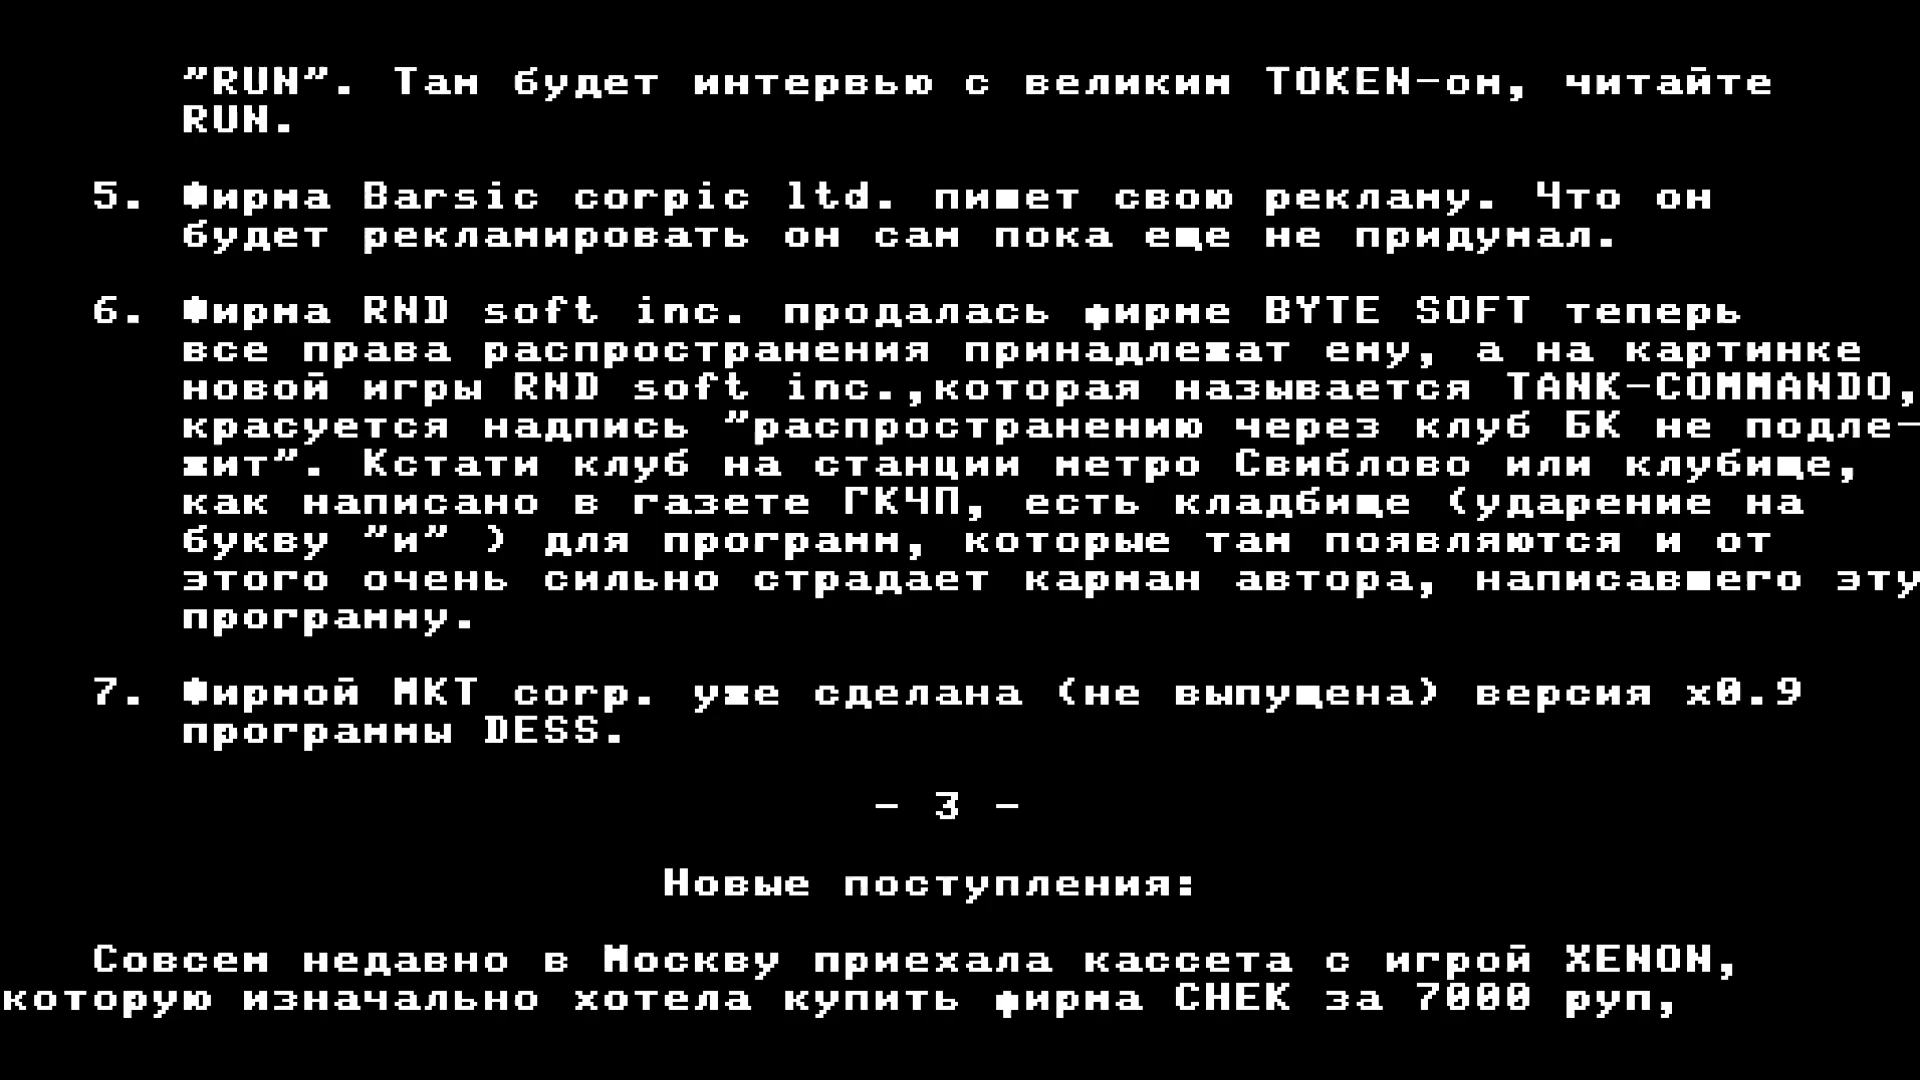 "RUN". Там будет интервью с великим TOKEN-ом, читайте
RUN.
5. Фирма Barsic corpic ltd. пишет свою рекламу. Что он
будет рекламировать он сам пока еще не придумал.
6. Фирма RND soft inc. продалась фирме BYTE SOFT теперь
все права распространения принадлежат ему, а на картинке
новой игры RND soft inc.,которая называется TANK-COMMANDO,
красуется надпись "распространению через клуб БК не подле-
жит". Кстати клуб на станции метро Свиблово или клубище,
как написано в газете ГКЧП, есть кладбище (ударение на
букву "и" ) для программ, которые там появляются и от
этого очень сильно страдает карман автора, написавшего эту
программу.
7. Фирмой MKT corp. уже сделана (не выпущена) версия x0.9
программы DESS.
- 3 -
Новые поступления:
Совсем недавно в Москву приехала кассета с игрой XENON,
которую изначально хотела купить фирма CHEK за 7000 руп,